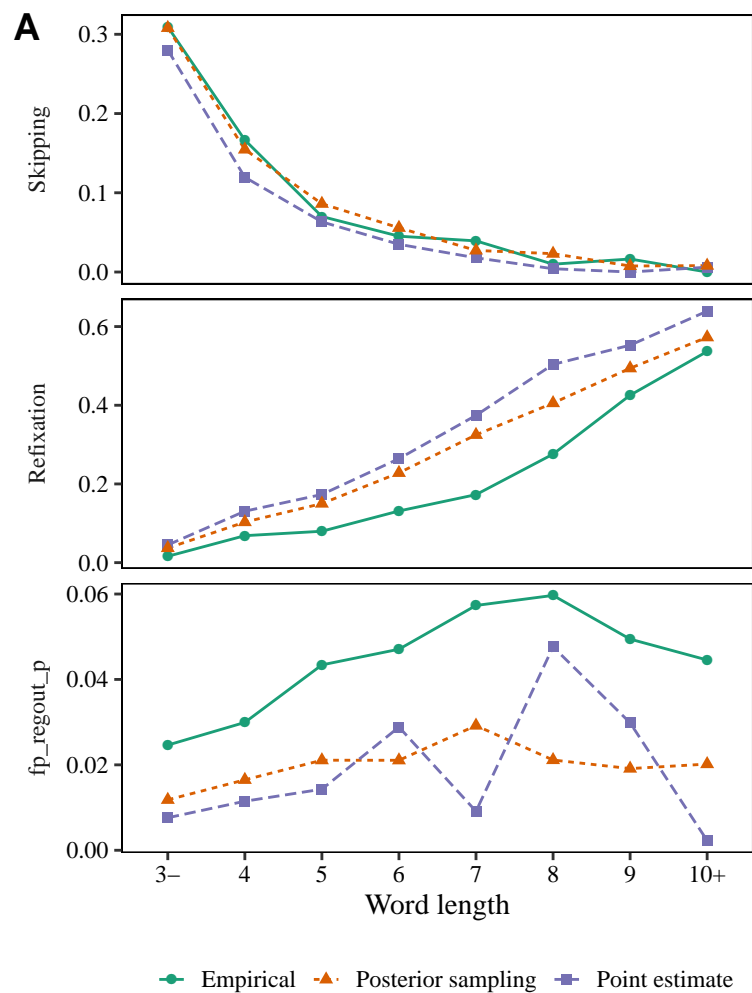 A
0.3
0.2
0.1
0.0
Skipping
0.6
0.4
0.2
0.0
Refixation
0.06
0.04
0.02
0.00
fp_regout_p
3– 4 5 6 7 8 9 10+
Word length
Empirical Posterior sampling Point estimate